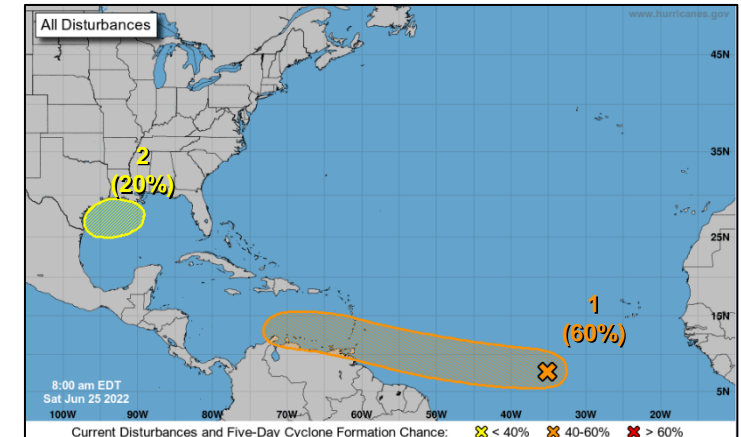 All Disturbances
www.hurricanes.gov
45N
35N
25N
15N
5N
2
(20%)
1
(60%)
8:00 am EDT
Sat Jun 25 2022
100W 90W 80W 70W 60W 50W 40W 30W 20W
Current Disturbances and Five-Day Cyclone Formation Chance: < 40% 40-60% > 60%